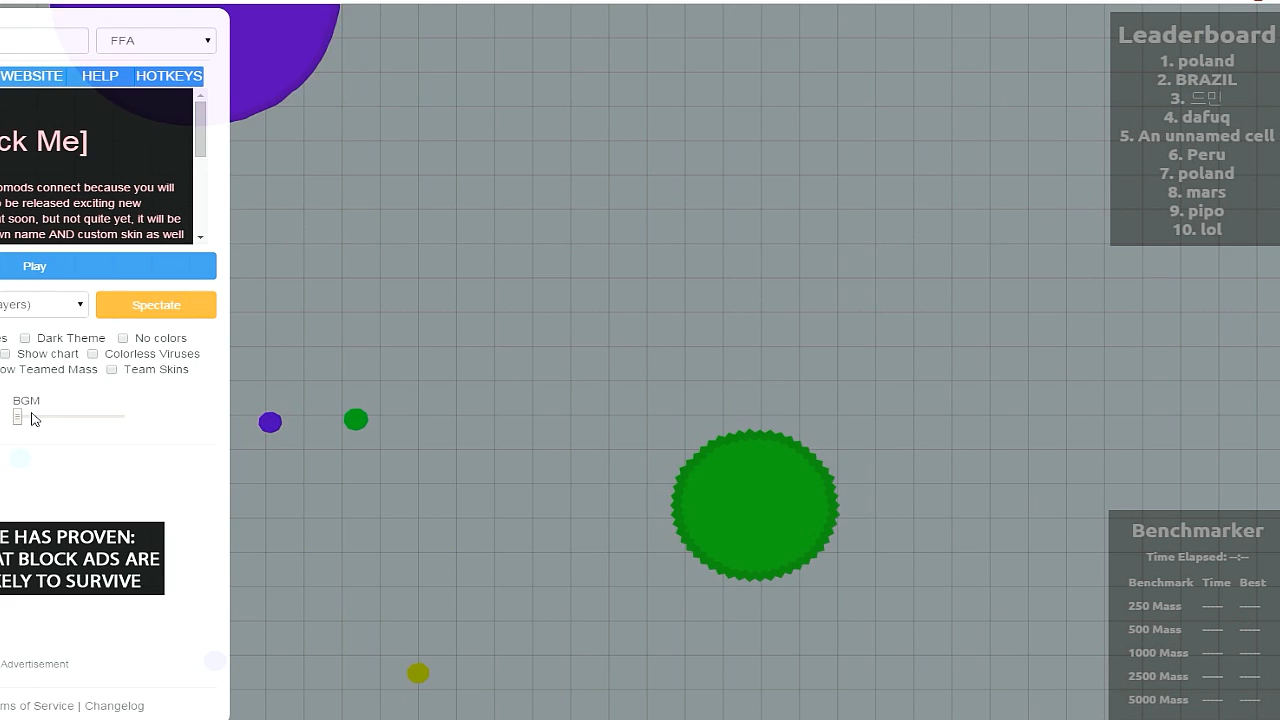 FFA
WEBSITE HELP HOTKEYS
ck Me]
omods connect because you will
o be released exciting new
t soon, but not quite yet, it will be
wn name AND custom skin as well
Play
ayers)
Spectate
es Dark Theme No colors
Show chart Colorless Viruses
ow Teamed Mass Team Skins
BGM
E HAS PROVEN:
AT BLOCK ADS ARE
ELY TO SURVIVE
Advertisement
ms of Service | Changelog
Leaderboard
1. poland
2. BRAZIL
3. 드민
4. dafuq
5. An unnamed cell
6. Peru
7. poland
8. mars
9. pipo
10. lol
Benchmarker
Time Elapsed: --:--
Benchmark Time Best
250 Mass ----- -----
500 Mass ----- -----
1000 Mass ----- -----
2500 Mass ----- -----
5000 Mass ----- -----